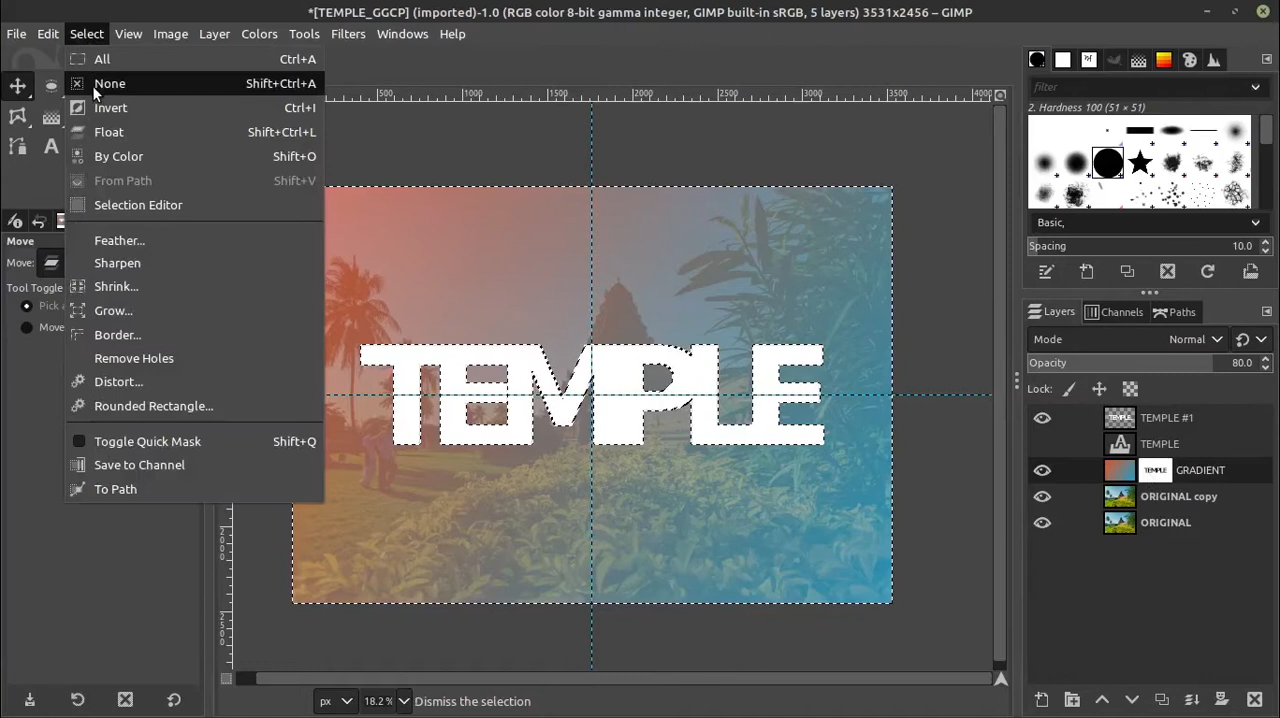 *[TEMPLE_GGCP] (imported)-1.0 (RGB color 8-bit gamma integer, GIMP built-in sRGB, 5 layers) 3531x2456 – GIMP
File Edit Select View Image Layer Colors Tools Filters Windows Help
All Ctrl+A
None Shift+Ctrl+A
Invert Ctrl+I
Float Shift+Ctrl+L
By Color Shift+O
From Path Shift+V
Selection Editor
Feather...
Sharpen
Shrink...
Grow...
Border...
Remove Holes
Distort...
Rounded Rectangle...
Toggle Quick Mask Shift+Q
Save to Channel
To Path
Move
Move:
Tool Toggle
Pick a
Move
500 1000 1500 2000 2500 3000 3500 4000
2000
2500
TEMPLE
px 18.2% Dismiss the selection
filter
2. Hardness 100 (51 × 51)
Basic,
Spacing 10.0
Layers Channels Paths
Mode Normal
Opacity 80.0
Lock:
TEMPLE #1
TEMPLE
GRADIENT
ORIGINAL copy
ORIGINAL